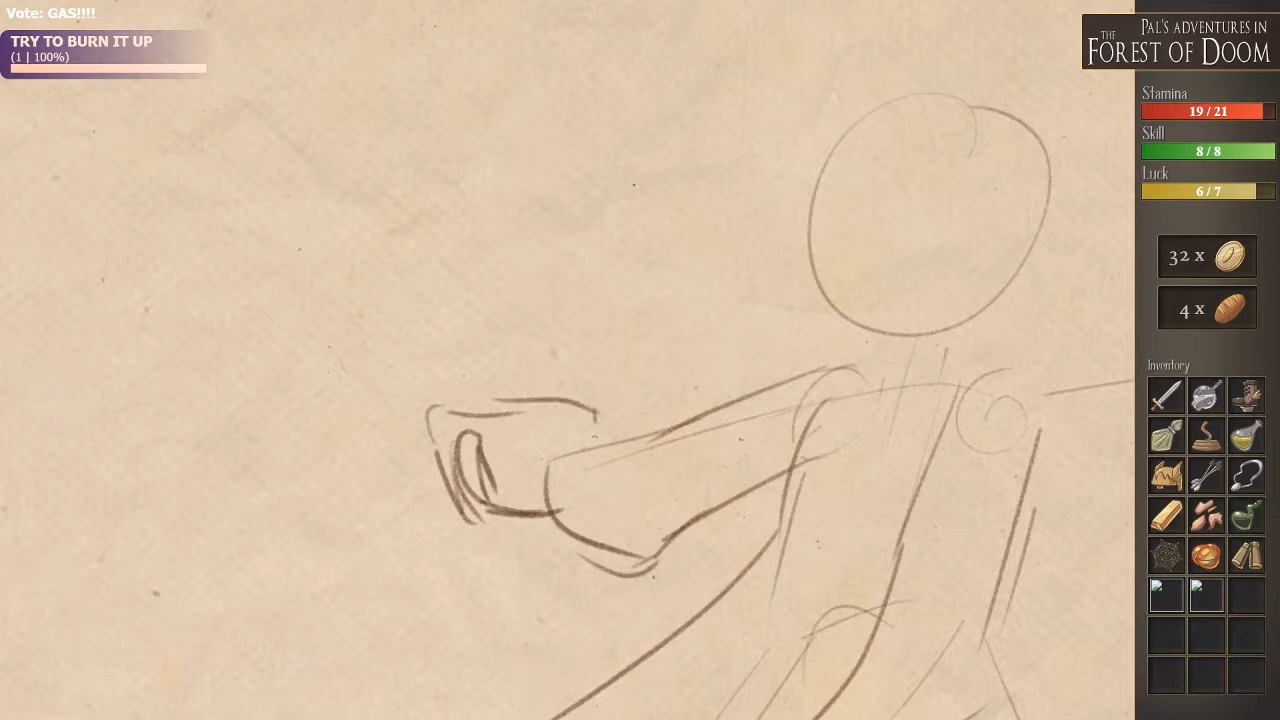 Vote: GAS!!!!
TRY TO BURN IT UP
(1 | 100%)
PAL'S ADVENTURES IN
THE FOREST OF DOOM
Stamina
19 / 21
Skill
8 / 8
Luck
6 / 7
32 x
4 x
Inventory